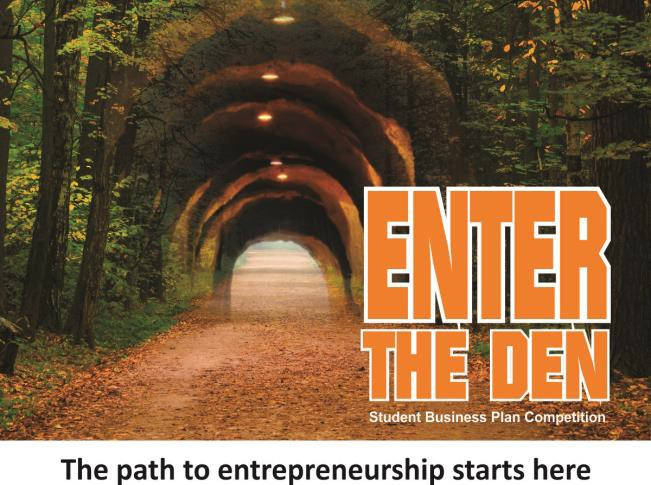 ENTER
THE DEN
Student Business Plan Competition
The path to entrepreneurship starts here